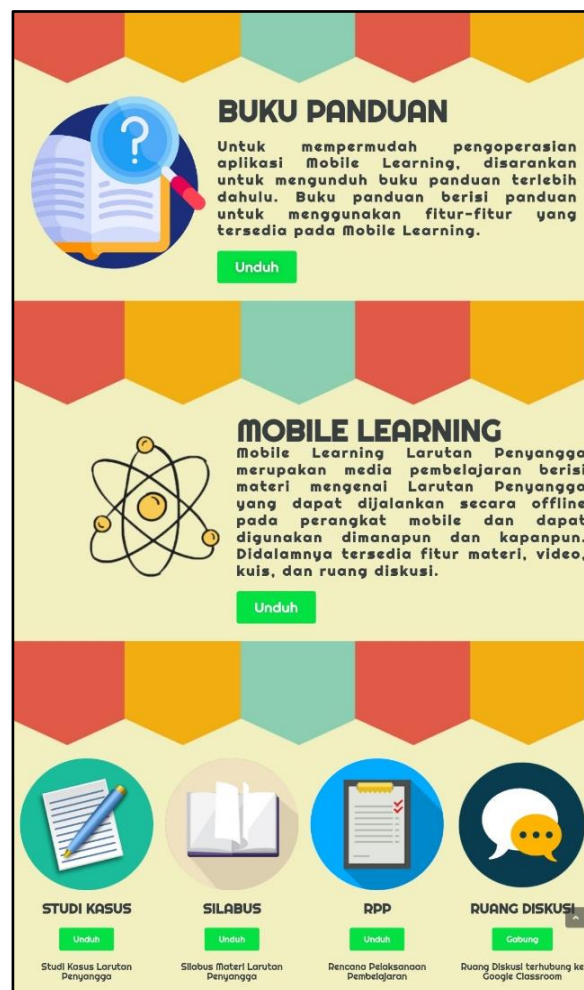 BUKU PANDUAN
Untuk mempermudah pengoperasian
aplikasi Mobile Learning, disarankan
untuk mengunduh buku panduan terlebih
dahulu. Buku panduan berisi panduan
untuk menggunakan fitur-fitur yang
tersedia pada Mobile Learning.
Unduh
MOBILE LEARNING
Mobile Learning Larutan Penyangga
merupakan media pembelajaran berisi
materi mengenai Larutan Penyangga
yang dapat dijalankan secara offline
pada perangkat mobile dan dapat
digunakan dimanapun dan kapanpun.
Didalamnya tersedia fitur materi, video,
kuis, dan ruang diskusi.
Unduh
STUDI KASUS
Unduh
Studi Kasus Larutan
Penyangga
SILABUS
Unduh
Silabus Materi Larutan
Penyangga
RPP
Unduh
Rencana Pelaksanaan
Pembelajaran
RUANG DISKUSI
Gabung
Ruang Diskusi terhubung ke
Google Classroom